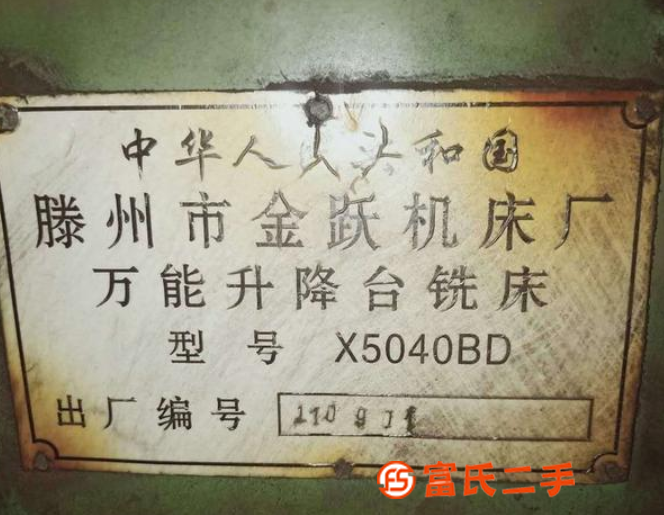 中华人民共和国
滕州市金跃机床厂
万能升降台铣床
型号 X5040BD
出厂编号
富氏二手